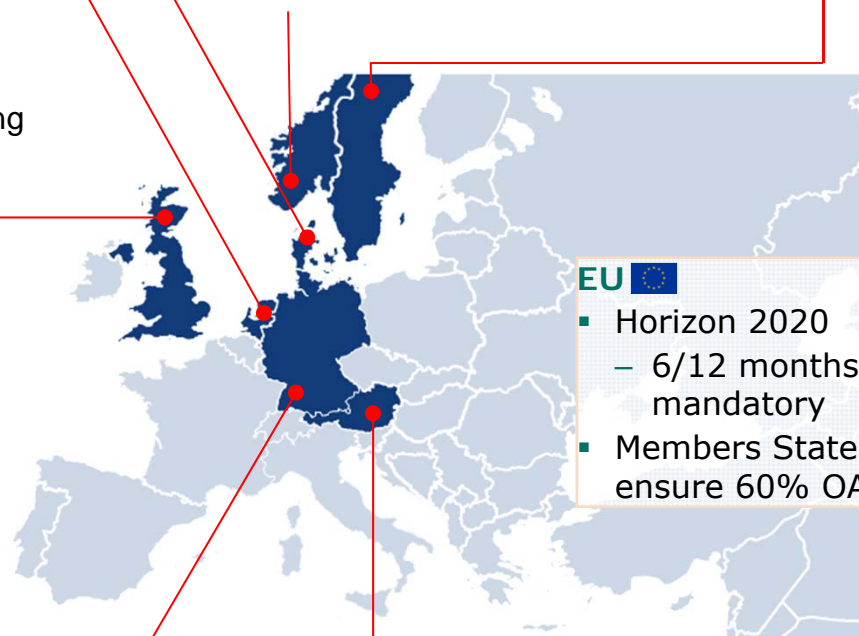 ng
EU
▪ Horizon 2020
– 6/12 months
mandatory
▪ Members State
ensure 60% OA